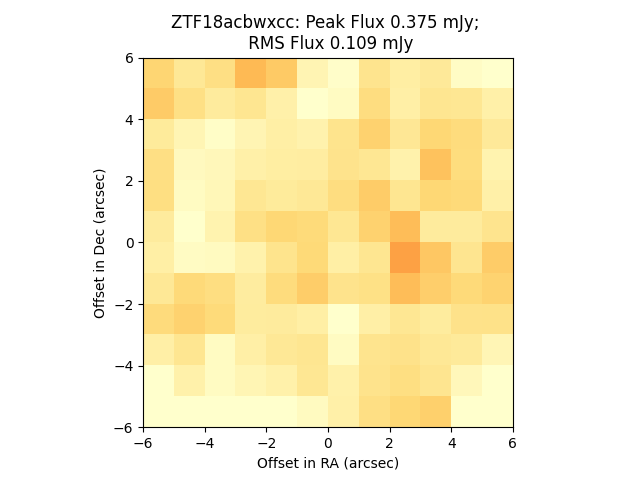 ZTF18acbwxcc: Peak Flux 0.375 mJy;
RMS Flux 0.109 mJy
6
4
2
0
−2
−4
−6
Offset in Dec (arcsec)
−6 −4 −2 0 2 4 6
Offset in RA (arcsec)